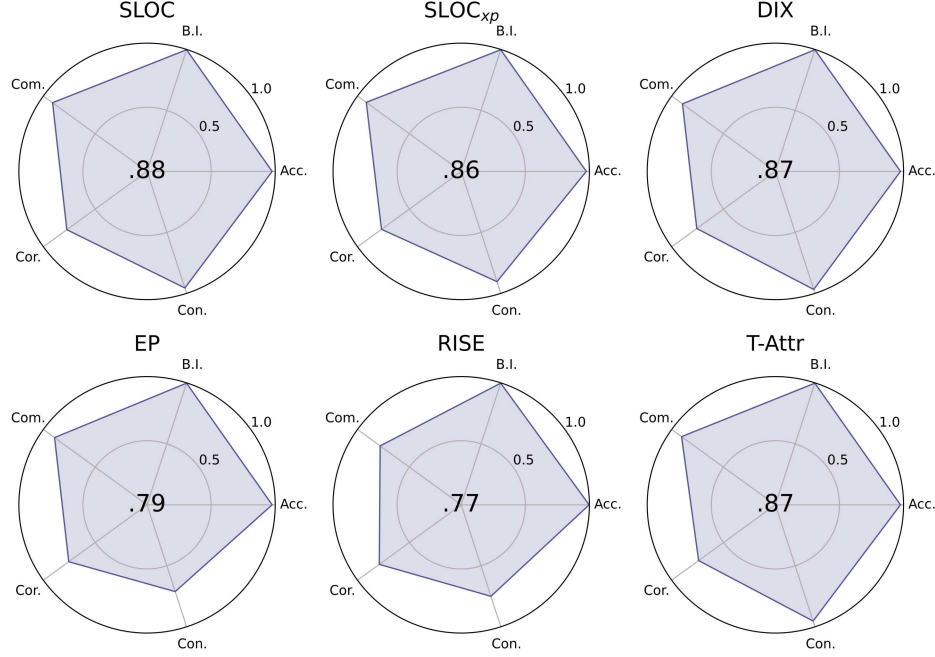 SLOC
B.I.
Com.
1.0
0.5
.88
Acc.
Cor.
Con.
SLOCxp
B.I.
Com.
1.0
0.5
.86
Acc.
Cor.
Con.
DIX
B.I.
Com.
1.0
0.5
.87
Acc.
Cor.
Con.
EP
B.I.
Com.
1.0
0.5
.79
Acc.
Cor.
Con.
RISE
B.I.
Com.
1.0
0.5
.77
Acc.
Cor.
Con.
T-Attr
B.I.
Com.
1.0
0.5
.87
Acc.
Cor.
Con.